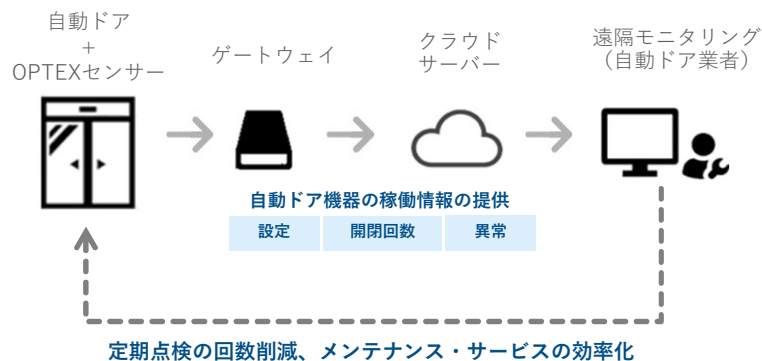 自動ドア
+
OPTEXセンサー
ゲートウェイ
クラウド
サーバー
遠隔モニタリング
（自動ドア業者）
自動ドア機器の稼働情報の提供
設定
開閉回数
異常
定期点検の回数削減、メンテナンス・サービスの効率化